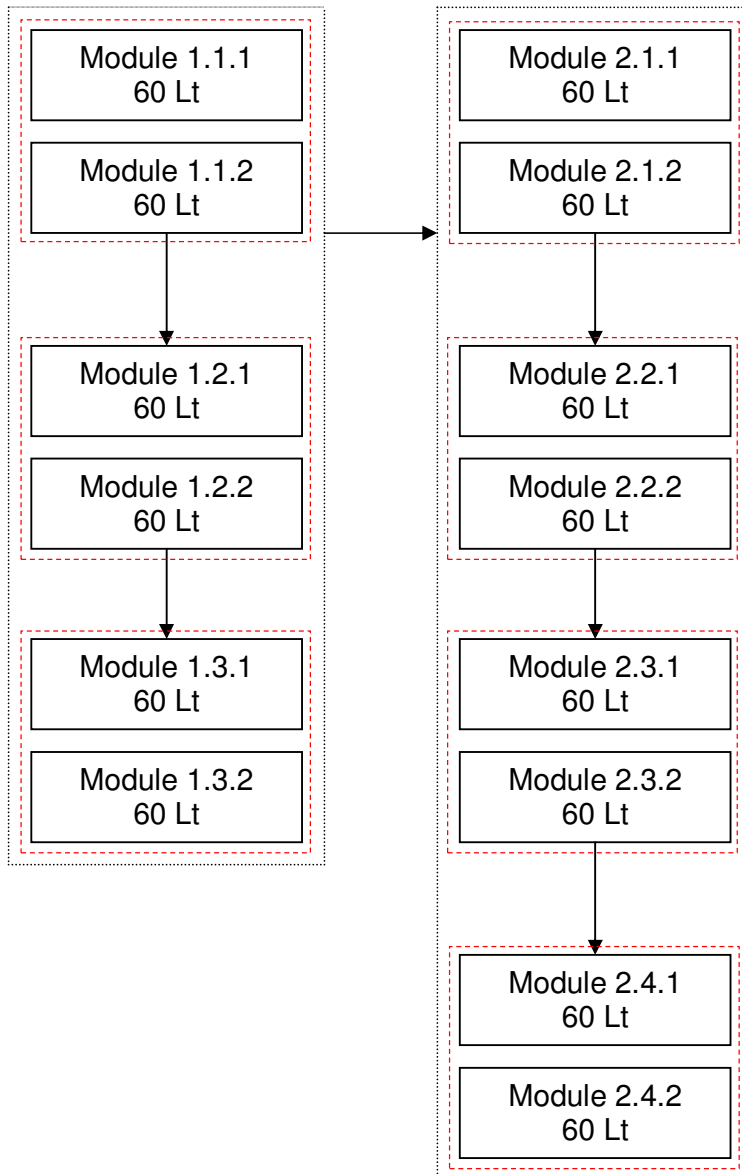 Module 1.1.1
60 Lt
Module 1.1.2
60 Lt
Module 1.2.1
60 Lt
Module 1.2.2
60 Lt
Module 1.3.1
60 Lt
Module 1.3.2
60 Lt
Module 2.1.1
60 Lt
Module 2.1.2
60 Lt
Module 2.2.1
60 Lt
Module 2.2.2
60 Lt
Module 2.3.1
60 Lt
Module 2.3.2
60 Lt
Module 2.4.1
60 Lt
Module 2.4.2
60 Lt